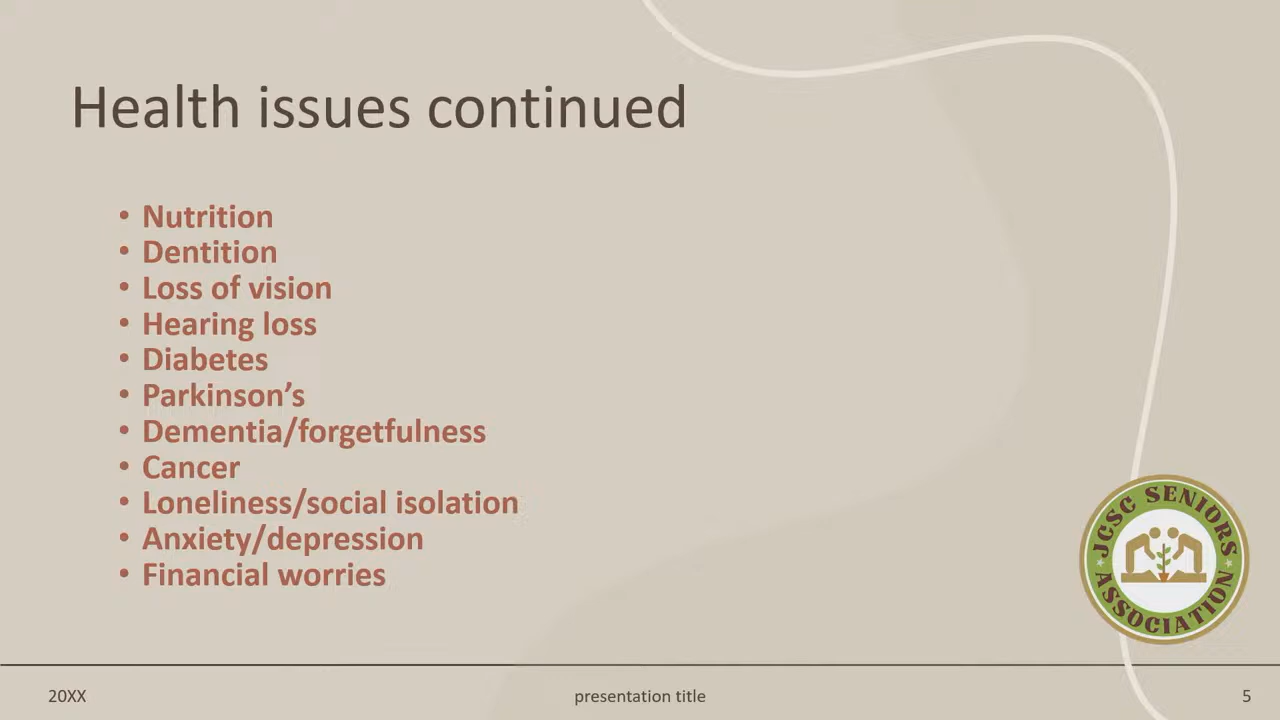 Health issues continued
• Nutrition
• Dentition
• Loss of vision
• Hearing loss
• Diabetes
• Parkinson’s
• Dementia/forgetfulness
• Cancer
• Loneliness/social isolation
• Anxiety/depression
• Financial worries
JCSC SENIORS
ASSOCIATION
20XX
presentation title
5